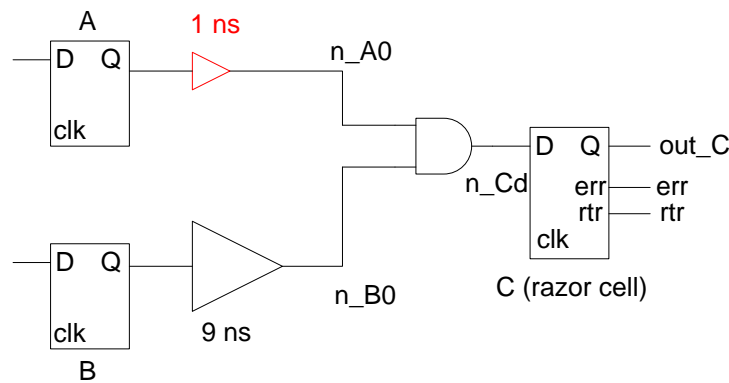 A
1 ns
n_A0
D Q
clk
D Q out_C
n_Cd
err err
rtr rtr
clk
C (razor cell)
D Q
n_B0
clk
9 ns
B